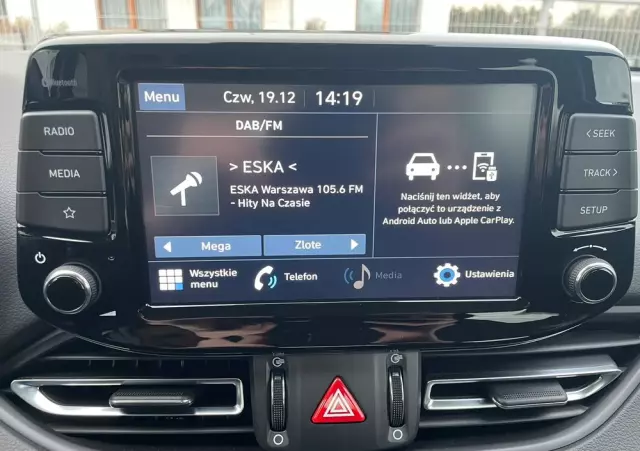 Bluetooth
RADIO
MEDIA
Menu
Czw, 19.12
14:19
DAB/FM
> ESKA <
ESKA Warszawa 105.6 FM
- Hity Na Czasie
Mega
Zlote
Naciśnij ten widżet, aby
połączyć to urządzenie z
Android Auto lub Apple CarPlay.
Wszystkie
menu
Telefon
Media
Ustawienia
< SEEK
TRACK >
SETUP